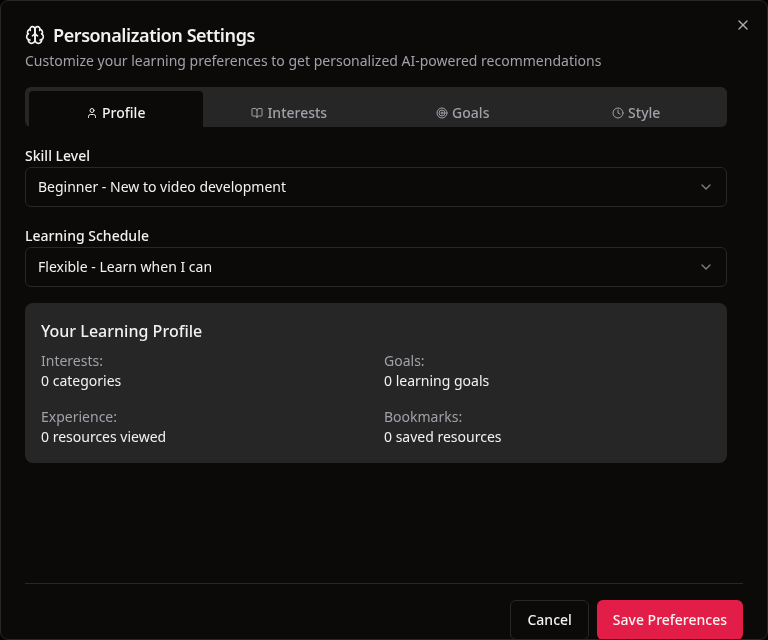 Personalization Settings
Customize your learning preferences to get personalized AI-powered recommendations
Profile
Interests
Goals
Style
Skill Level
Beginner - New to video development
Learning Schedule
Flexible - Learn when I can
Your Learning Profile
Interests:
0 categories
Goals:
0 learning goals
Experience:
0 resources viewed
Bookmarks:
0 saved resources
Cancel
Save Preferences